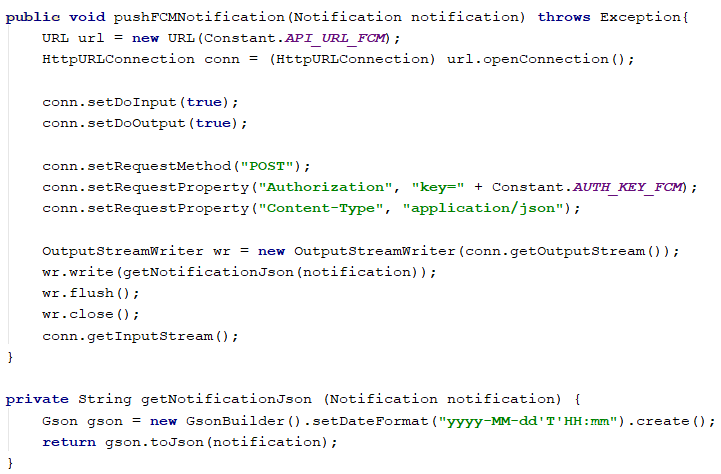 public void pushFCMNotification(Notification notification) throws Exception{
    URL url = new URL(Constant.API_URL_FCM);
    HttpURLConnection conn = (HttpURLConnection) url.openConnection();

    conn.setDoInput(true);
    conn.setDoOutput(true);

    conn.setRequestMethod("POST");
    conn.setRequestProperty("Authorization", "key=" + Constant.AUTH_KEY_FCM);
    conn.setRequestProperty("Content-Type", "application/json");

    OutputStreamWriter wr = new OutputStreamWriter(conn.getOutputStream());
    wr.write(getNotificationJson(notification));
    wr.flush();
    wr.close();
    conn.getInputStream();
}

private String getNotificationJson (Notification notification) {
    Gson gson = new GsonBuilder().setDateFormat("yyyy-MM-dd'T'HH:mm").create();
    return gson.toJson(notification);
}